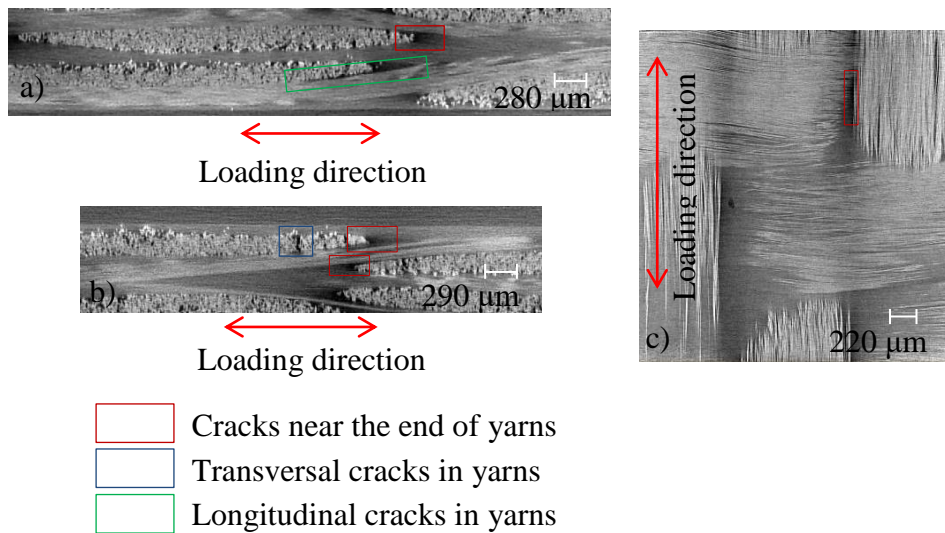 a)
280 µm
Loading direction
b)
290 µm
Loading direction
Loading direction
c)
220 µm
Cracks near the end of yarns
Transversal cracks in yarns
Longitudinal cracks in yarns